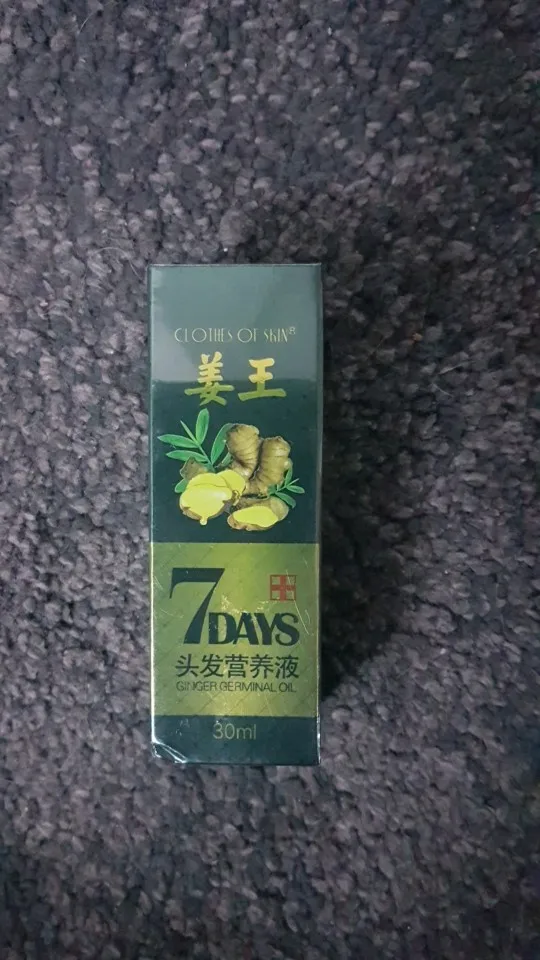 CLOTHES OF SKIN®
姜王
7DAYS
头发营养液
GINGER GERMINAL OIL
30ml